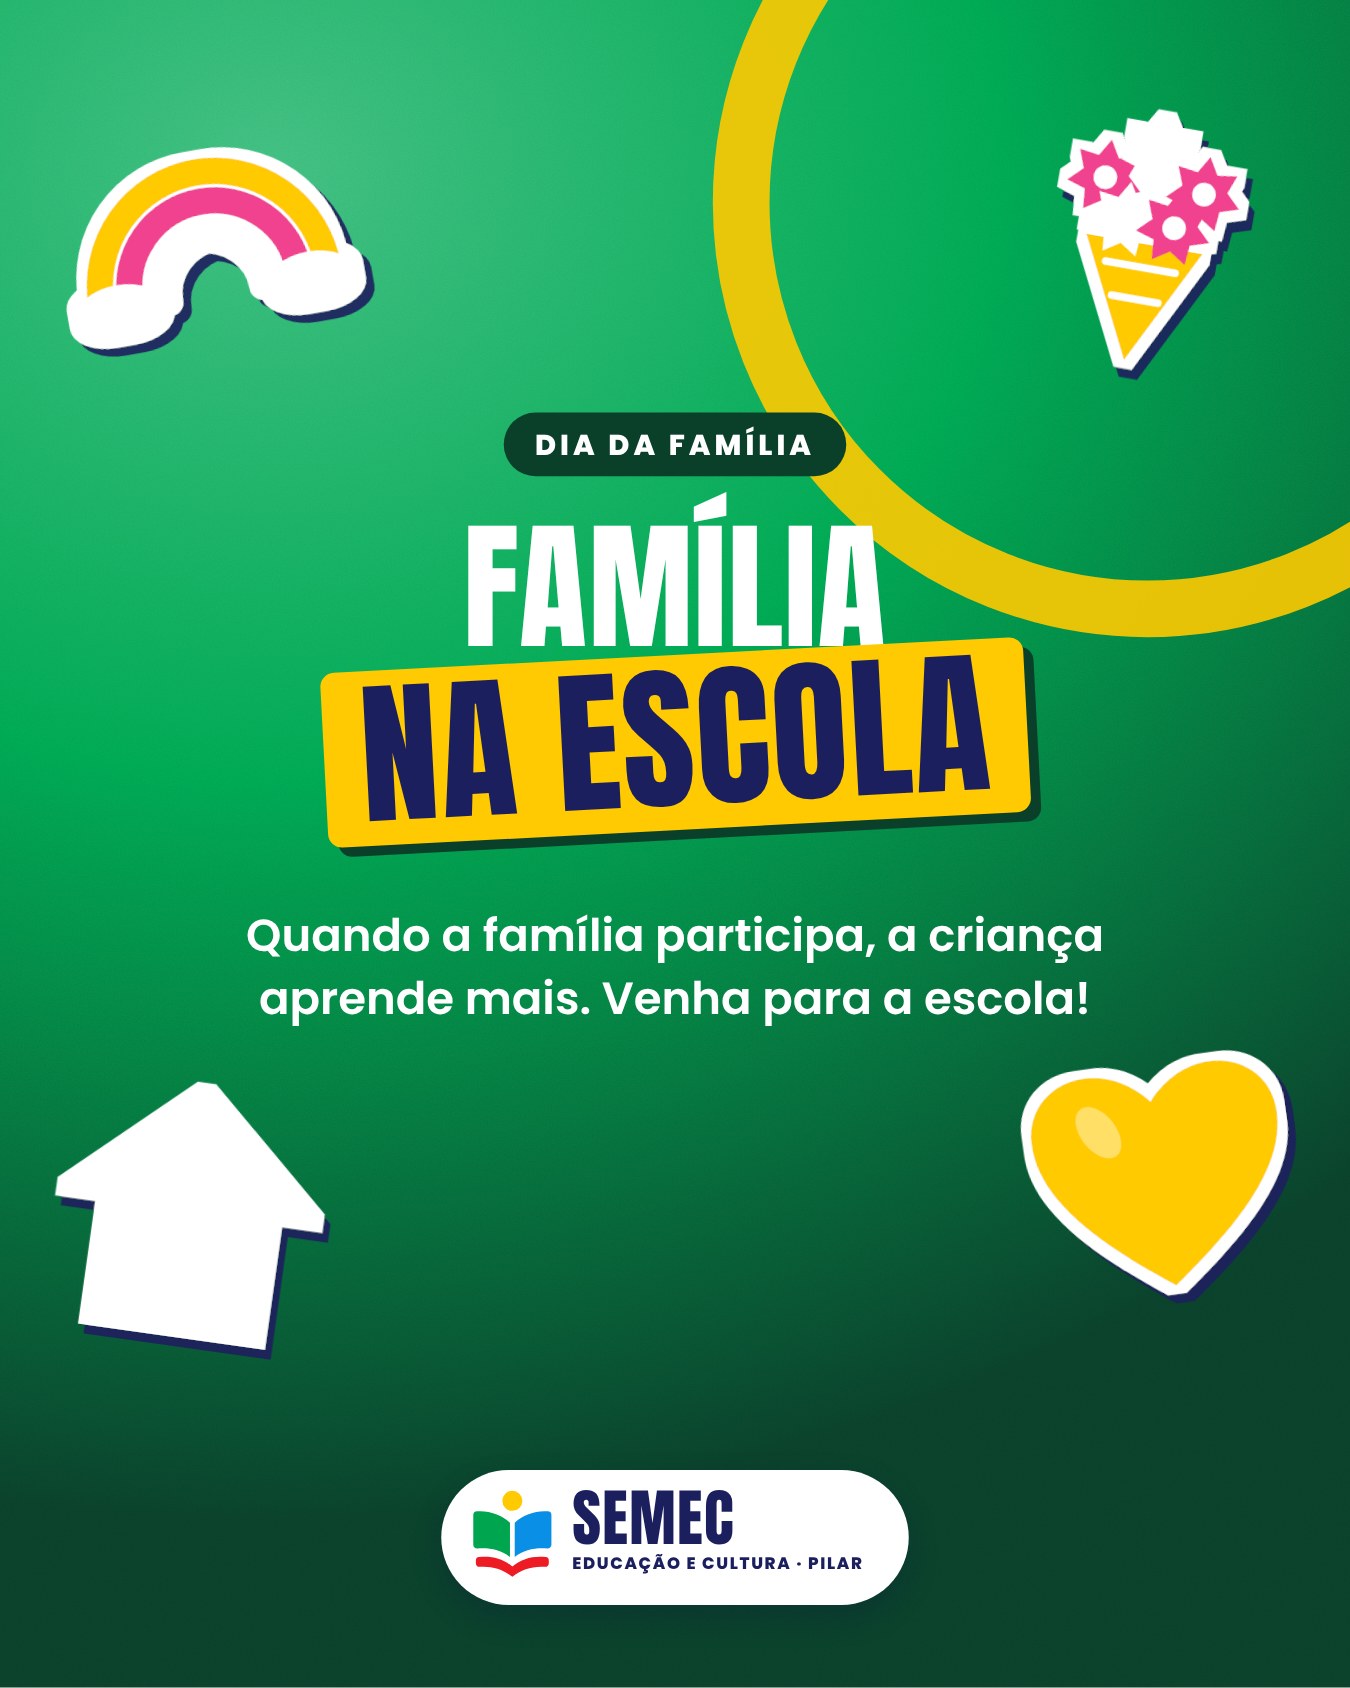 DIA DA FAMÍLIA
FAMÍLIA
NA ESCOLA
Quando a família participa, a criança
aprende mais. Venha para a escola!
SEMEC
EDUCAÇÃO E CULTURA · PILAR